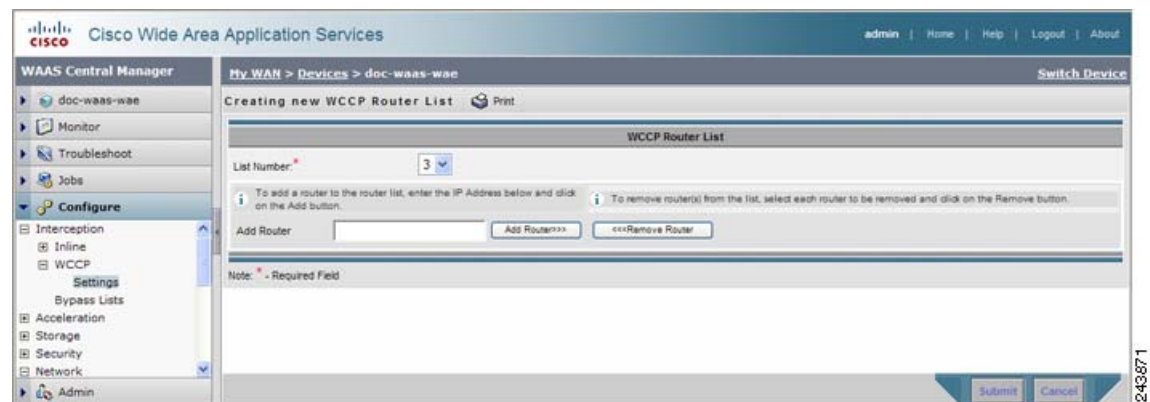 CISCO Cisco Wide Area Application Services admin | Home | Help | Logout | About
WAAS Central Manager
My WAN > Devices > doc-waas-wae Switch Device
doc-waas-wae
Creating new WCCP Router List Print
Monitor
WCCP Router List
Troubleshoot
List Number:* 3
Jobs
To add a router to the router list, enter the IP Address below and click
on the Add button.
To remove router(s) from the list, select each router to be removed and click on the Remove button.
Configure
Interception
Add Router Add Router>>> <<<Remove Router
Inline
WCCP
Note: * - Required Field
Settings
Bypass Lists
Acceleration
Storage
Security
Network
Admin
Submit Cancel
243871